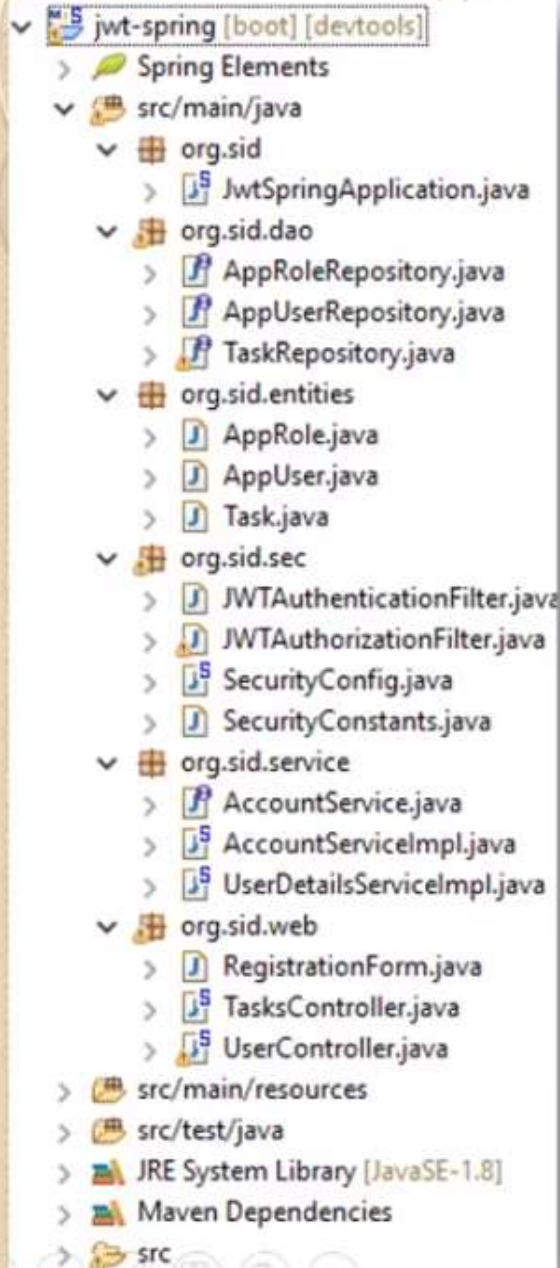 jwt-spring [boot] [devtools]
Spring Elements
src/main/java
org.sid
JwtSpringApplication.java
org.sid.dao
AppRoleRepository.java
AppUserRepository.java
TaskRepository.java
org.sid.entities
AppRole.java
AppUser.java
Task.java
org.sid.sec
JWTAuthenticationFilter.java
JWTAuthorizationFilter.java
SecurityConfig.java
SecurityConstants.java
org.sid.service
AccountService.java
AccountServiceImpl.java
UserDetailsServiceImpl.java
org.sid.web
RegistrationForm.java
TasksController.java
UserController.java
src/main/resources
src/test/java
JRE System Library [JavaSE-1.8]
Maven Dependencies
src